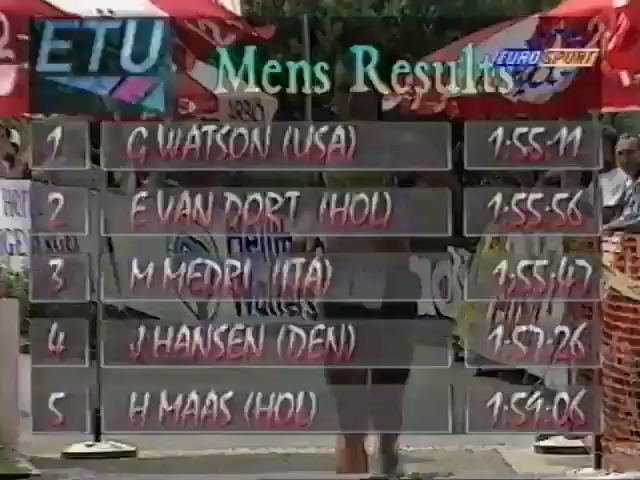 ETU
Mens Results
EUROSPORT
1 G WATSON (USA) 1:55:11
2 E VAN DORT (HOL) 1:55:56
3 M MEDRI (ITA) 1:55:47
4 J HANSEN (DEN) 1:57:26
5 H MAAS (HOL) 1:59:06